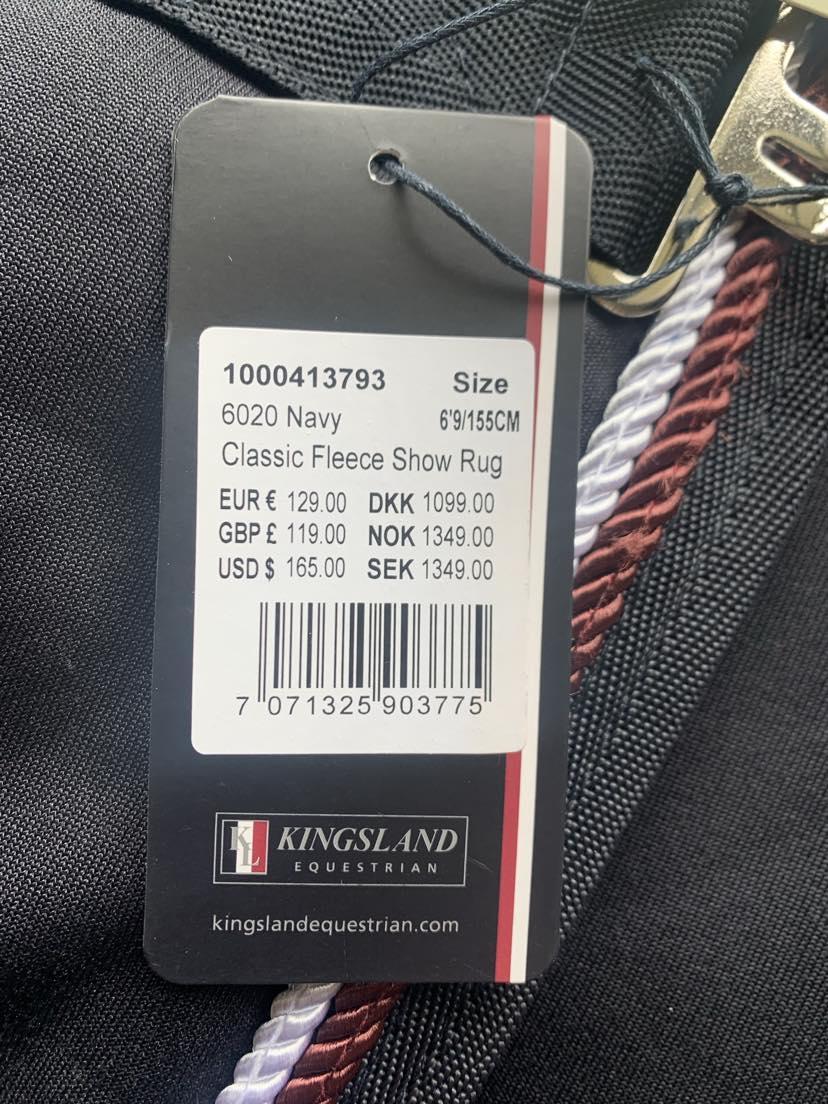 1000413793 Size
6020 Navy 6'9/155CM
Classic Fleece Show Rug
EUR € 129.00 DKK 1099.00
GBP £ 119.00 NOK 1349.00
USD $ 165.00 SEK 1349.00
7 071325 903775
KL KINGSLAND
EQUESTRIAN
kingslandequestrian.com